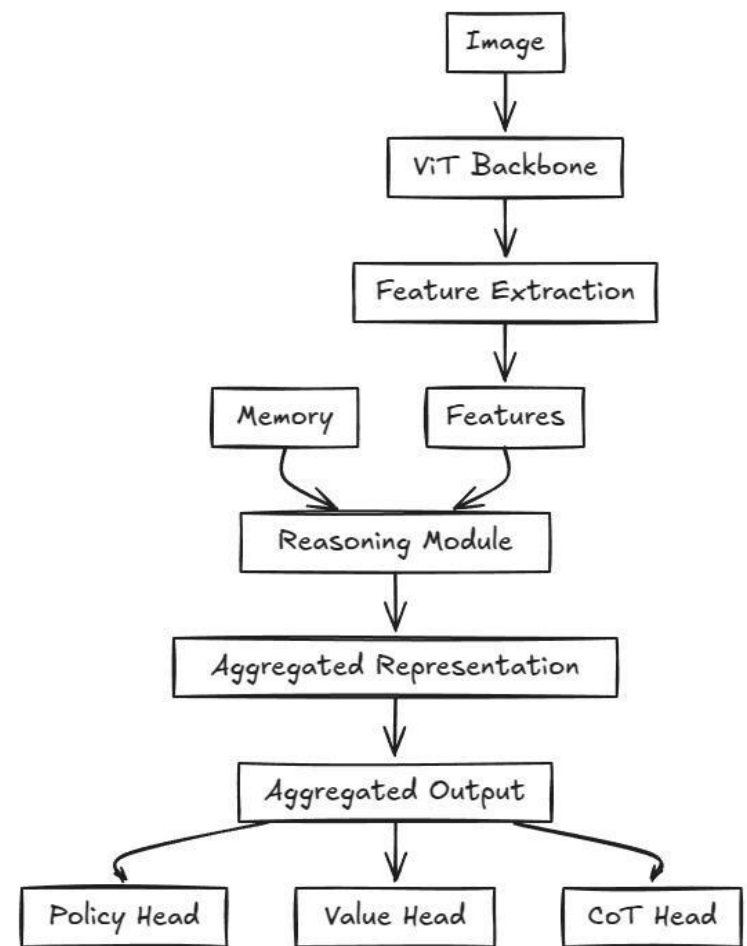 Image
ViT Backbone
Feature Extraction
Memory
Features
Reasoning Module
Aggregated Representation
Aggregated Output
Policy Head
Value Head
CoT Head